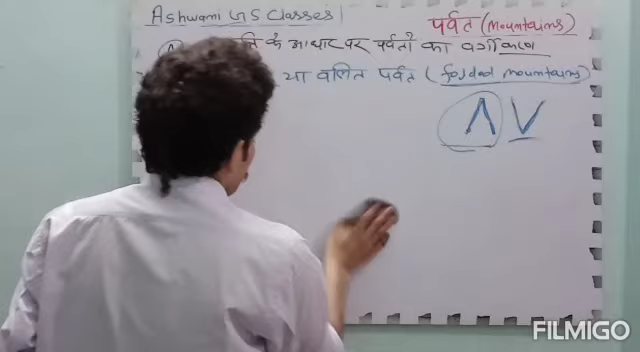 Ashwani GS Classes
पर्वत (Mountains)
के आधार पर पर्वतों का वर्गीकरण
या वलित पर्वत (folded mountains)
Λ V
FILMIGO